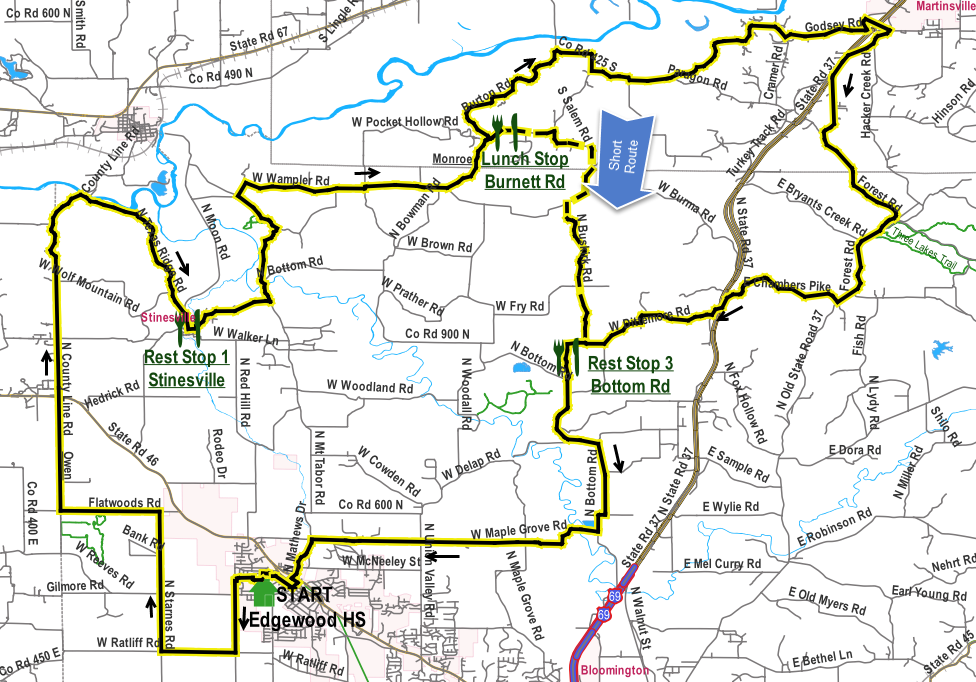 Co Rd 600 N
Smith Rd
S Lingle Rd
State Rd 67
Co Rd 490 N
Martinsville
Godsey Rd
Co Rd 125 S
Paragon Rd
Cramer Rd
State Rd 37
Hacker Creek Rd
Hinson Rd
Burton Rd
S Salem Rd
W Pocket Hollow Rd
County Line Rd
Monroe
Lunch Stop
Burnett Rd
Short
Route
Turkey Track Rd
W Wampler Rd
N Bowman Rd
W Burma Rd
E Bryants Creek Rd
Forest Rd
N Texas Ridge Rd
N Moon Rd
W Brown Rd
N Buskirk Rd
N State Rd 37
Three Lakes Trail
Forest Rd
W Wolf Mountain Rd
Bottom Rd
W Prather Rd
W Fry Rd
E Chambers Pike
Stinesville
W Walker Ln
Co Rd 900 N
W Dittemore Rd
N Old State Road 37
Fish Rd
Rest Stop 1
Stinesville
N Bottom Rd
Rest Stop 3
Bottom Rd
N County Line Rd
Hedrick Rd
N Red Hill Rd
W Woodland Rd
N Woodall Rd
N Fox Hollow Rd
N Lydy Rd
Shilo Rd
State Rd 46
Rodeo Dr
N Mt Tabor Rd
W Cowden Rd
W Delap Rd
E Sample Rd
E Dora Rd
N Miller Rd
Owen
Co Rd 400 E
Flatwoods Rd
Co Rd 600 N
N Bottom Rd
N State Rd 37
E Wylie Rd
E Robinson Rd
Bank Rd
N Mathews Dr
W Maple Grove Rd
State Rd 37
W Reeves Rd
W McNeeley St
N Union Valley Rd
E Mel Curry Rd
Nehrt Rd
Gilmore Rd
N Starnes Rd
START
Edgewood HS
N Maple Grove Rd
69
69
N Walnut St
E Old Myers Rd
Earl Young Rd
W Ratliff Rd
W Ratliff Rd
Co Rd 450 E
Bloomington
E Bethel Ln
State Rd 45